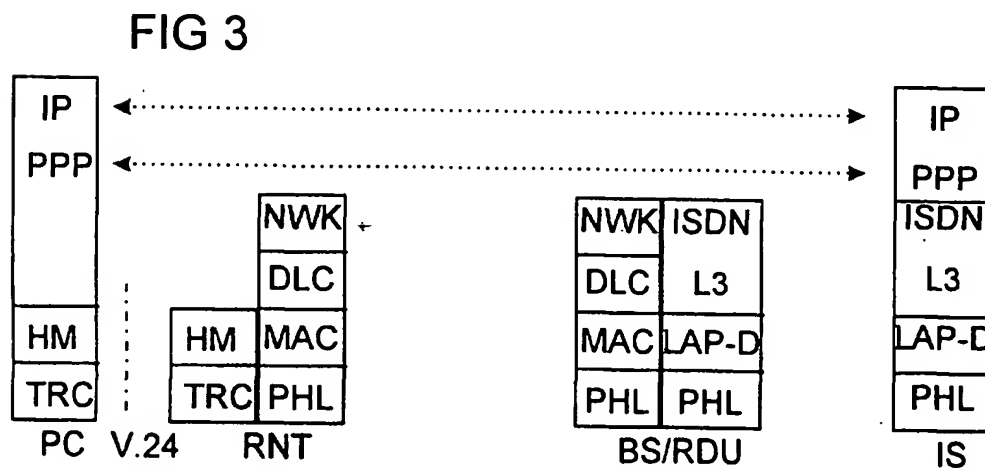 FIG 3
IP
IP
PPP
PPP
NWK
NWK ISDN
ISDN
DLC
DLC L3
L3
HM
HM MAC
MAC LAP-D
LAP-D
TRC
TRC PHL
PHL PHL
PHL
PC V.24 RNT BS/RDU IS